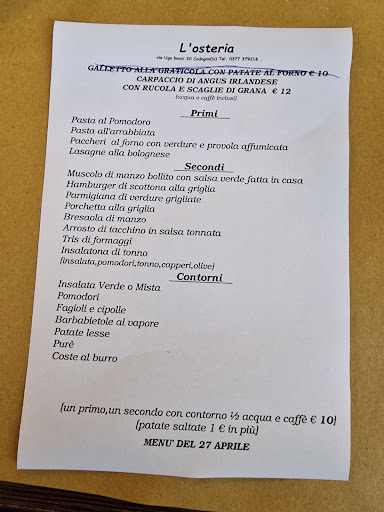 L'osteria
via Ugo bassi 20 Codogno(lo) Tel. 0377 379216
GALLETTO ALLA GRATICOLA CON PATATE AL FORNO € 10
CARPACCIO DI ANGUS IRLANDESE
CON RUCOLA E SCAGLIE DI GRANA € 12
(acqua e caffè inclusi)
Primi
Pasta al Pomodoro
Pasta all'arrabbiata
Paccheri al forno con verdure e provola affumicata
Lasagne alla bolognese
Secondi
Muscolo di manzo bollito con salsa verde fatta in casa
Hamburger di scottona alla griglia
Parmigiana di verdure grigliate
Porchetta alla griglia
Bresaola di manzo
Arrosto di tacchino in salsa tonnata
Tris di formaggi
Insalatona di tonno
(insalata,pomodori,tonno,capperi,olive)
Contorni
Insalata Verde o Mista
Pomodori
Fagioli e cipolle
Barbabietole al vapore
Patate lesse
Purè
Coste al burro
(un primo,un secondo con contorno ½ acqua e caffè € 10)
(patate saltate 1 € in più)
MENU' DEL 27 APRILE